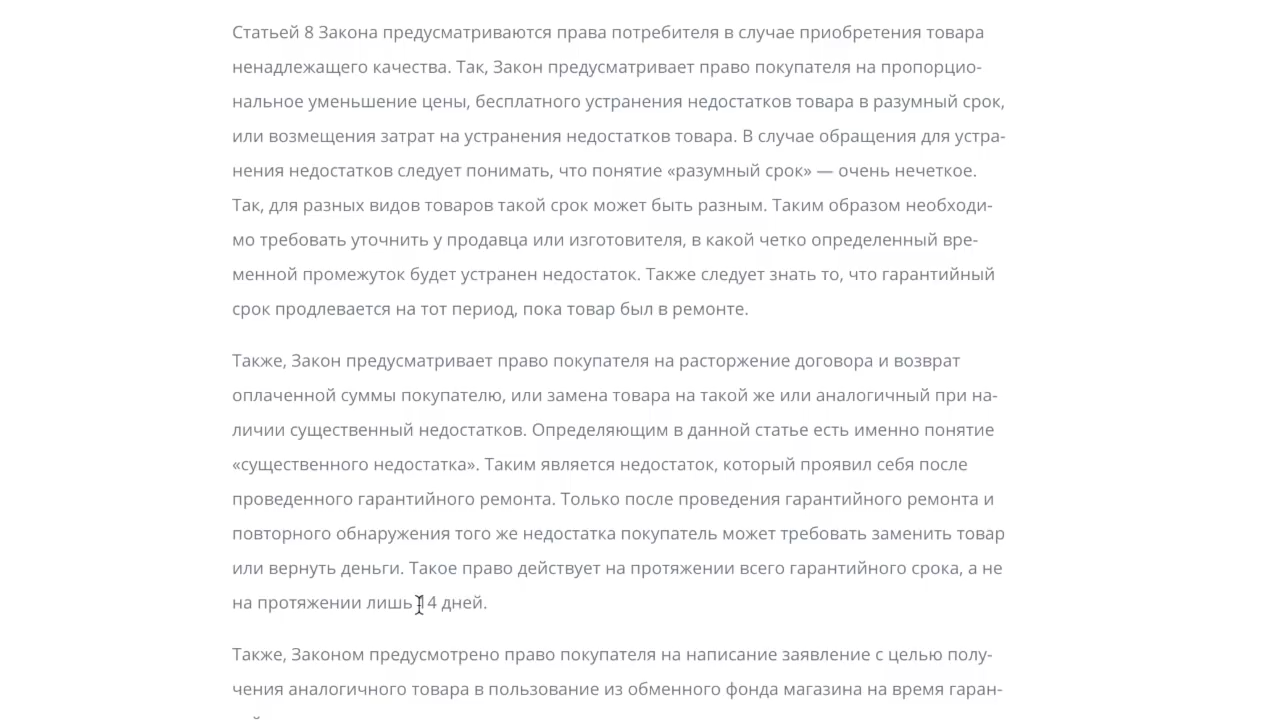 Статьей 8 Закона предусматриваются права потребителя в случае приобретения товара
ненадлежащего качества. Так, Закон предусматривает право покупателя на пропорцио-
нальное уменьшение цены, бесплатного устранения недостатков товара в разумный срок,
или возмещения затрат на устранения недостатков товара. В случае обращения для устра-
нения недостатков следует понимать, что понятие «разумный срок» — очень нечеткое.
Так, для разных видов товаров такой срок может быть разным. Таким образом необходи-
мо требовать уточнить у продавца или изготовителя, в какой четко определенный вре-
менной промежуток будет устранен недостаток. Также следует знать то, что гарантийный
срок продлевается на тот период, пока товар был в ремонте.
Также, Закон предусматривает право покупателя на расторжение договора и возврат
оплаченной суммы покупателю, или замена товара на такой же или аналогичный при на-
личии существенный недостатков. Определяющим в данной статье есть именно понятие
«существенного недостатка». Таким является недостаток, который проявил себя после
проведенного гарантийного ремонта. Только после проведения гарантийного ремонта и
повторного обнаружения того же недостатка покупатель может требовать заменить товар
или вернуть деньги. Такое право действует на протяжении всего гарантийного срока, а не
на протяжении лишь 14 дней.
Также, Законом предусмотрено право покупателя на написание заявление с целью полу-
чения аналогичного товара в пользование из обменного фонда магазина на время гаран-